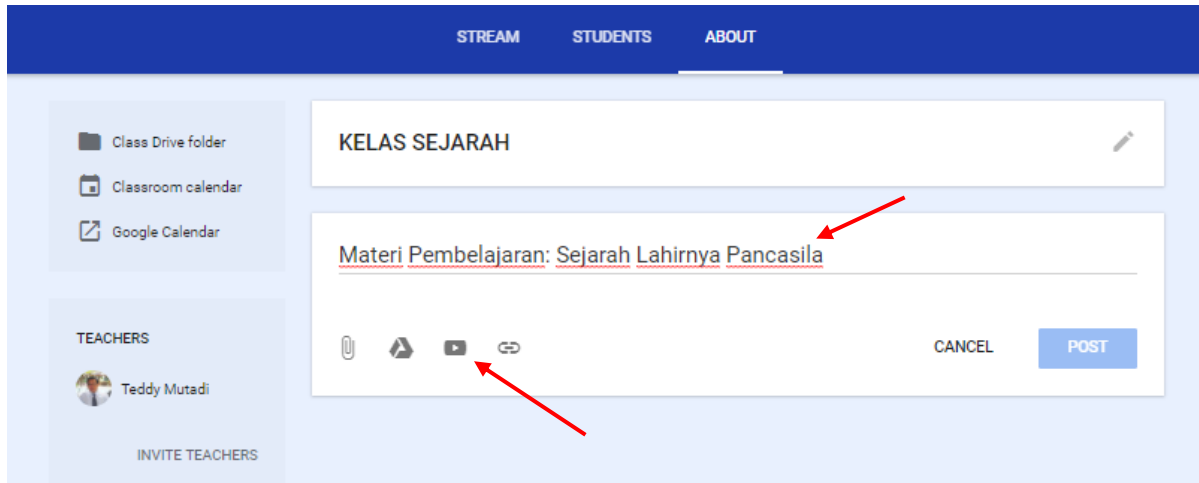 STREAM STUDENTS ABOUT
Class Drive folder
Classroom calendar
Google Calendar
KELAS SEJARAH
Materi Pembelajaran: Sejarah Lahirnya Pancasila
CANCEL POST
TEACHERS
Teddy Mutadi
INVITE TEACHERS